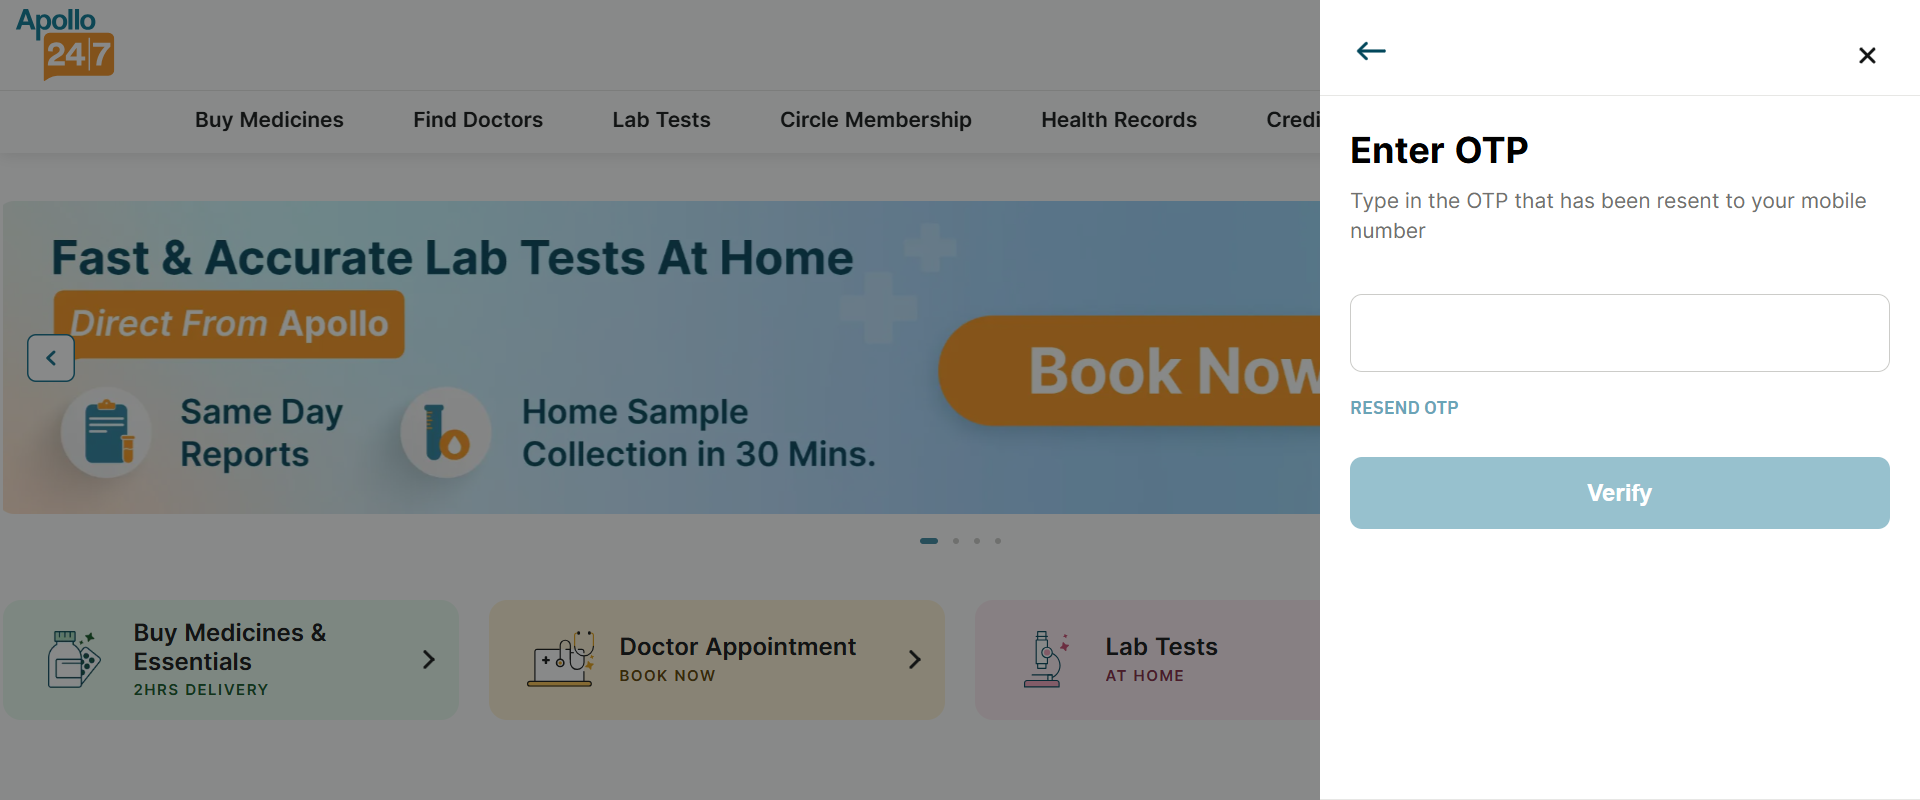 Apollo
24|7
Buy Medicines
Find Doctors
Lab Tests
Circle Membership
Health Records
Credi
Fast & Accurate Lab Tests At Home
Direct From Apollo
Same Day
Reports
Home Sample
Collection in 30 Mins.
Book Now
Buy Medicines &
Essentials
2HRS DELIVERY
Doctor Appointment
BOOK NOW
Lab Tests
AT HOME
Enter OTP
Type in the OTP that has been resent to your mobile
number
RESEND OTP
Verify